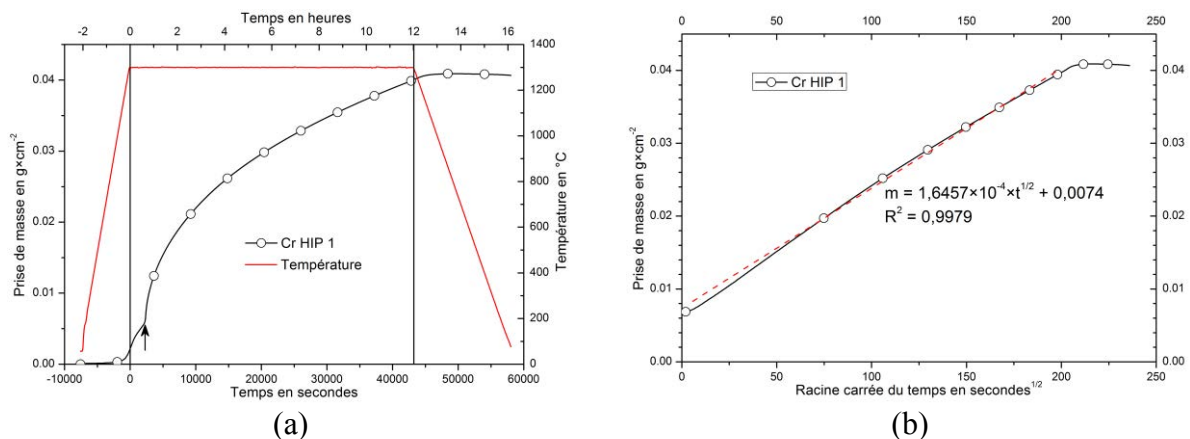 Temps en heures
-2 0 2 4 6 8 10 12 14 16
Prise de masse en g×cm-2
0.04
0.03
0.02
0.01
0.00
1400
1200
1000
800
600
400
200
0
Température en °C
Cr HIP 1
Température
-10000 0 10000 20000 30000 40000 50000 60000
Temps en secondes
(a)
0 50 100 150 200 250
Prise de masse en g×cm-2
0.04
0.03
0.02
0.01
0.00
0.04
0.03
0.02
0.01
0.00
Cr HIP 1
m = 1,6457×10-4×t1/2 + 0,0074
R2 = 0,9979
0 50 100 150 200 250
Racine carrée du temps en secondes1/2
(b)